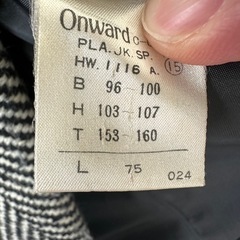 Onward
PLA.JK.SP.
HW. 1116 A. 15
B 96-100
H 103-107
T 153-160
L 75 024